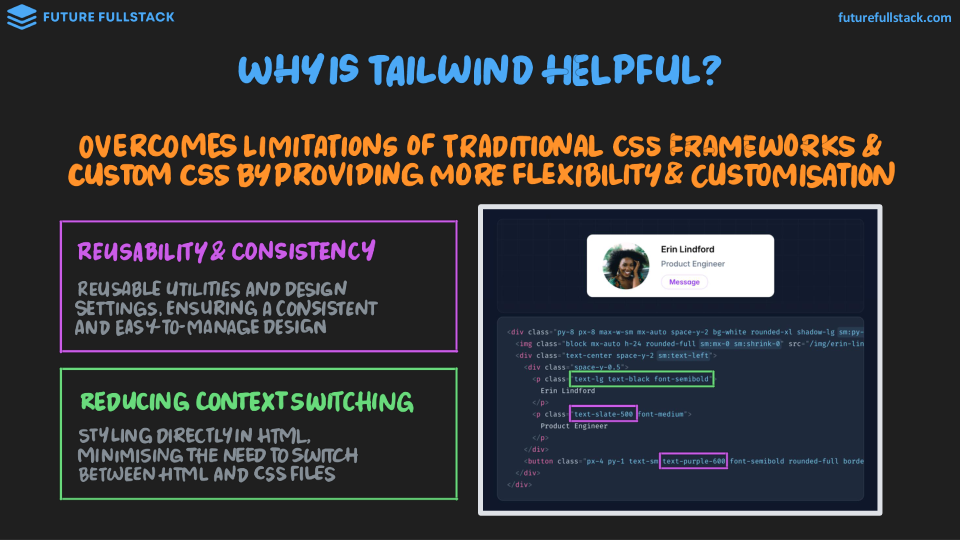 FUTURE FULLSTACK
futurefullstack.com
WHY IS TAILWIND HELPFUL?
OVERCOMES LIMITATIONS OF TRADITIONAL CSS FRAMEWORKS &
CUSTOM CSS BY PROVIDING MORE FLEXIBILITY & CUSTOMISATION
REUSABILITY & CONSISTENCY
REUSABLE UTILITIES AND DESIGN
SETTINGS, ENSURING A CONSISTENT
AND EASY-TO-MANAGE DESIGN
REDUCING CONTEXT SWITCHING
STYLING DIRECTLY IN HTML,
MINIMISING THE NEED TO SWITCH
BETWEEN HTML AND CSS FILES
Erin Lindford
Product Engineer
Message
<div class="py-8 px-8 max-w-sm mx-auto space-y-2 bg-white rounded-xl shadow-lg sm:py-
<img class="block mx-auto h-24 rounded-full sm:mx-0 sm:shrink-0" src="/img/erin-lin
<div class="text-center space-y-2 sm:text-left">
<div class="space-y-0.5">
<p class="text-lg text-black font-semibold">
Erin Lindford
</p>
<p class="text-slate-500 font-medium">
Product Engineer
</p>
</div>
<button class="px-4 py-1 text-sm text-purple-600 font-semibold rounded-full borde
</div>
</div>